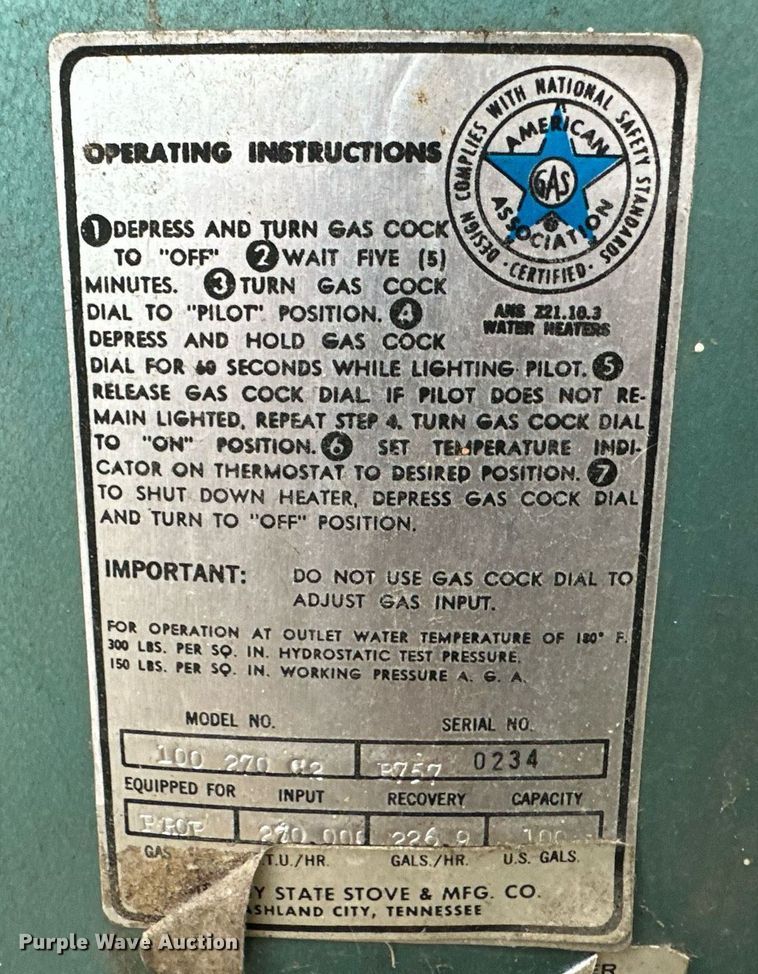 OPERATING INSTRUCTIONS
DESIGN COMPLIES WITH NATIONAL SAFETY STANDARDS
AMERICAN
GAS
ASSOCIATION
· CERTIFIED ·
ANS Z21.10.3
WATER HEATERS
1 DEPRESS AND TURN GAS COCK
TO "OFF" 2 WAIT FIVE (5)
MINUTES. 3 TURN GAS COCK
DIAL TO "PILOT" POSITION. 4
DEPRESS AND HOLD GAS COCK
DIAL FOR 60 SECONDS WHILE LIGHTING PILOT. 5
RELEASE GAS COCK DIAL. IF PILOT DOES NOT RE-
MAIN LIGHTED, REPEAT STEP 4. TURN GAS COCK DIAL
TO "ON" POSITION. 6 SET TEMPERATURE INDI-
CATOR ON THERMOSTAT TO DESIRED POSITION. 7
TO SHUT DOWN HEATER, DEPRESS GAS COCK DIAL
AND TURN TO "OFF" POSITION.
IMPORTANT: DO NOT USE GAS COCK DIAL TO
ADJUST GAS INPUT.
FOR OPERATION AT OUTLET WATER TEMPERATURE OF 180° F.
300 LBS. PER SQ. IN. HYDROSTATIC TEST PRESSURE.
150 LBS. PER SQ. IN. WORKING PRESSURE A. G. A.
MODEL NO. SERIAL NO.
100 270 0234
EQUIPPED FOR INPUT RECOVERY CAPACITY
PROP 270.000 226.9 100
GAS T.U./HR. GALS./HR. U.S. GALS.
Y STATE STOVE & MFG. CO.
ASHLAND CITY, TENNESSEE
Purple Wave Auction